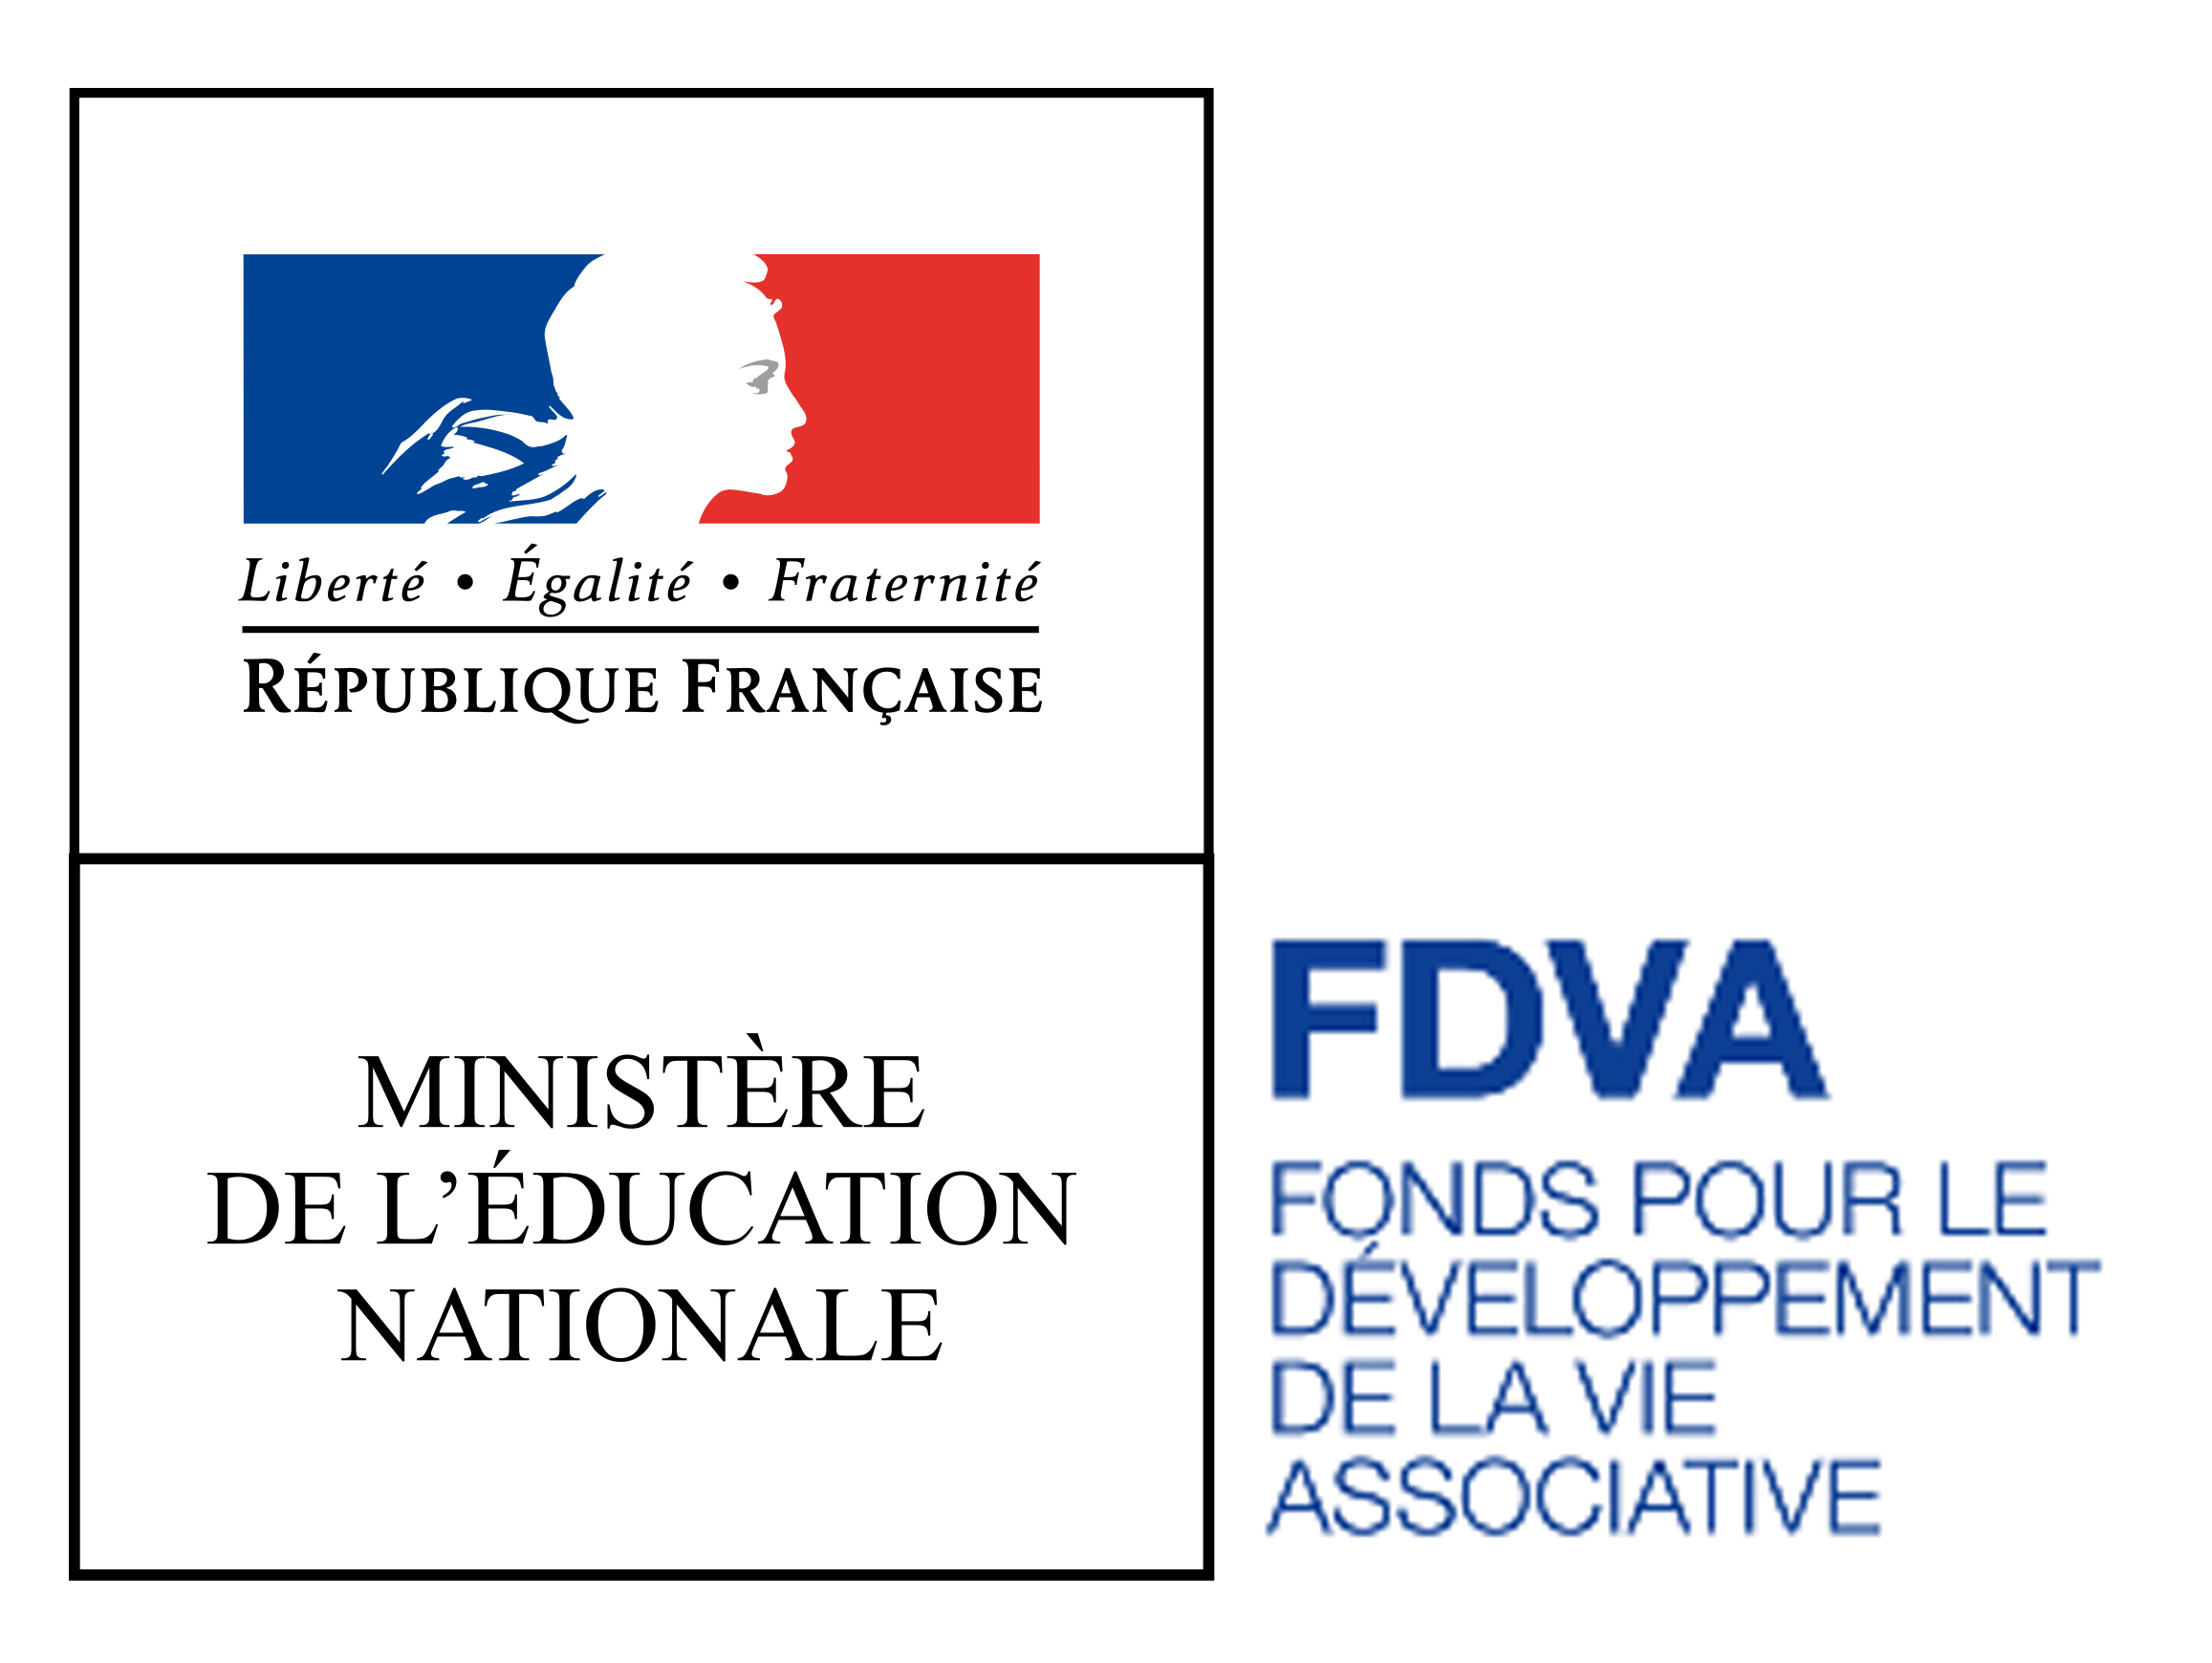 Liberté • Égalité • Fraternité
RÉPUBLIQUE FRANÇAISE
MINISTÈRE
DE L’ÉDUCATION
NATIONALE
FDVA
FONDS POUR LE
DÉVELOPPEMENT
DE LA VIE
ASSOCIATIVE